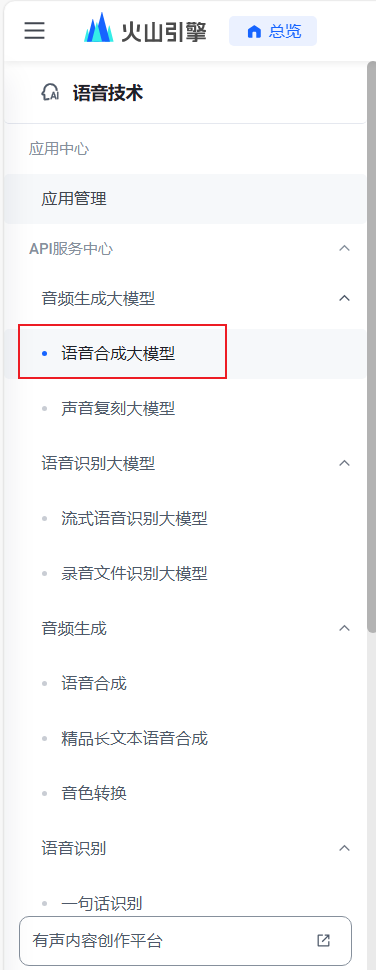 火山引擎
总览
语音技术
应用中心
应用管理
API服务中心
音频生成大模型
语音合成大模型
声音复刻大模型
语音识别大模型
流式语音识别大模型
录音文件识别大模型
音频生成
语音合成
精品长文本语音合成
音色转换
语音识别
一句话识别
有声内容创作平台